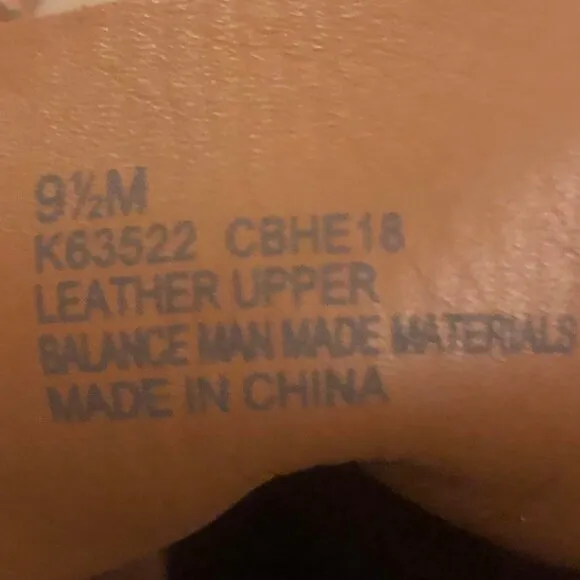 9½M
K63522 CBHE18
LEATHER UPPER
BALANCE MAN MADE MATERIALS
MADE IN CHINA